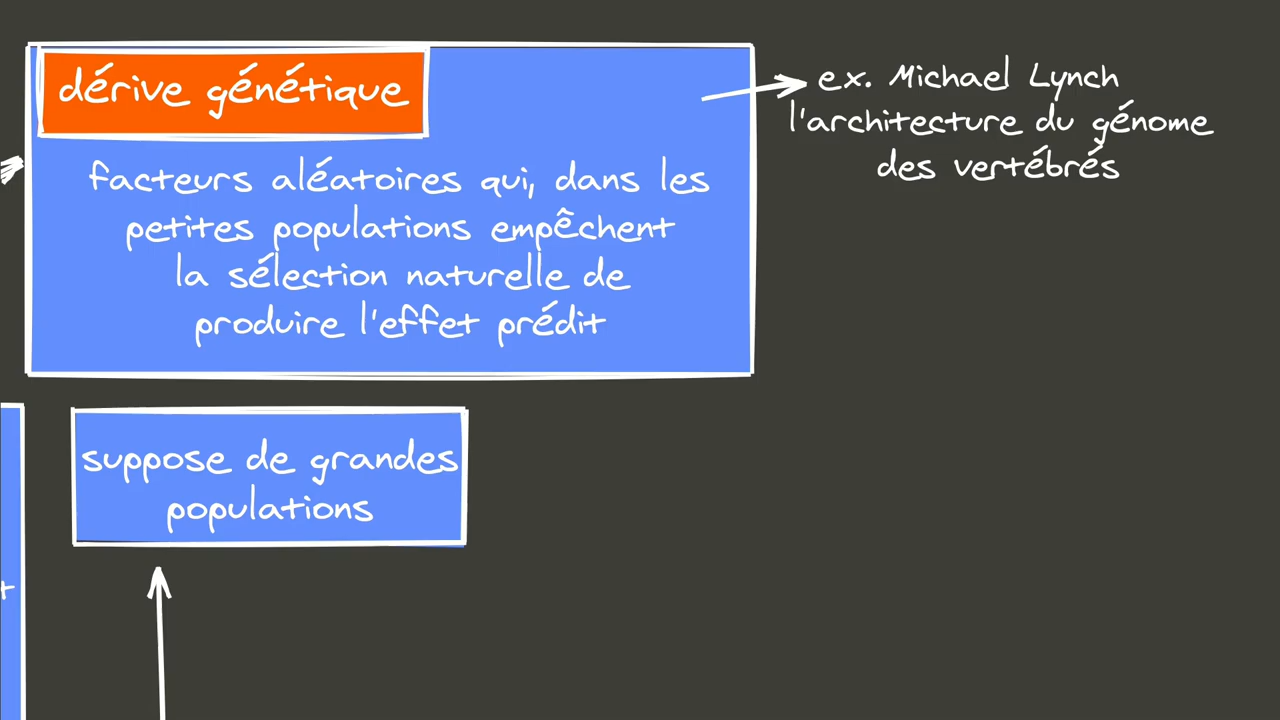 dérive génétique
ex. Michael Lynch
l'architecture du génome
des vertébrés
facteurs aléatoires qui, dans les
petites populations empêchent
la sélection naturelle de
produire l'effet prédit
suppose de grandes
populations